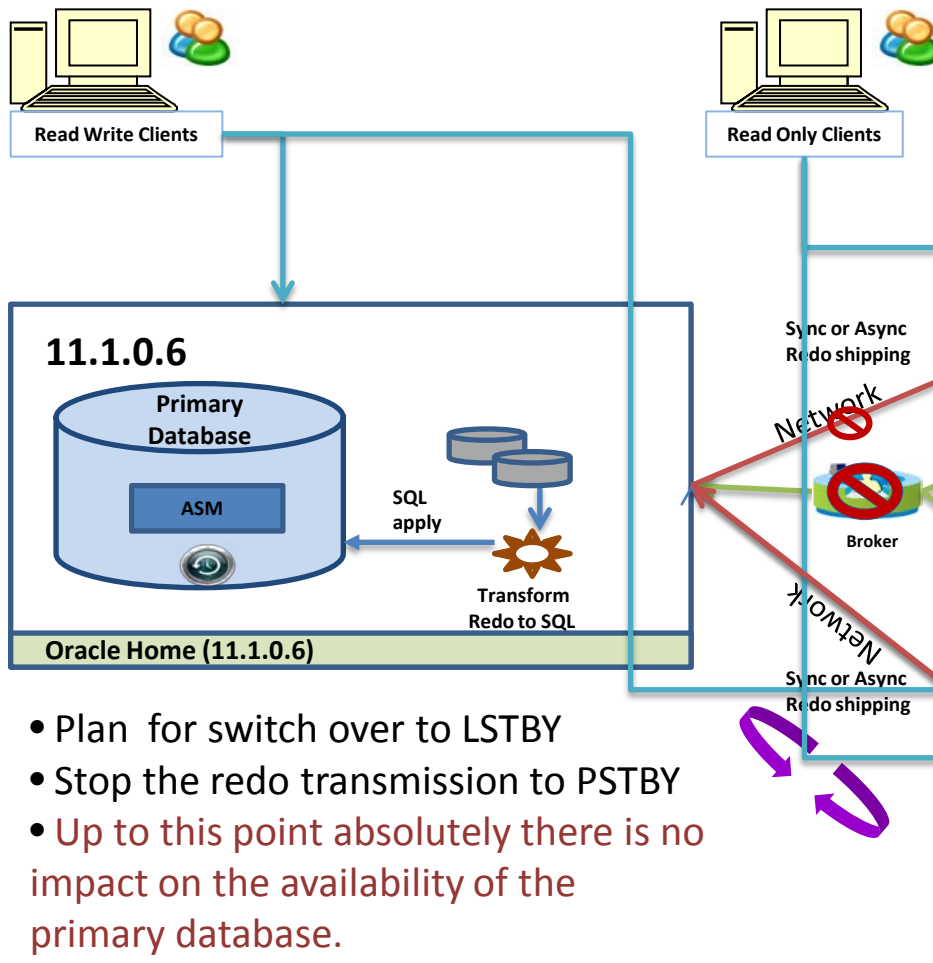 Read Write Clients
Read Only Clients
Sync or Async
Redo shipping
11.1.0.6
Primary
Database
Network
ASM
SQL
apply
Broker
Transform
Redo to SQL
Network
Oracle Home (11.1.0.6)
Sync or Async
Redo shipping
• Plan for switch over to LSTBY
• Stop the redo transmission to PSTBY
• Up to this point absolutely there is no
impact on the availability of the
primary database.